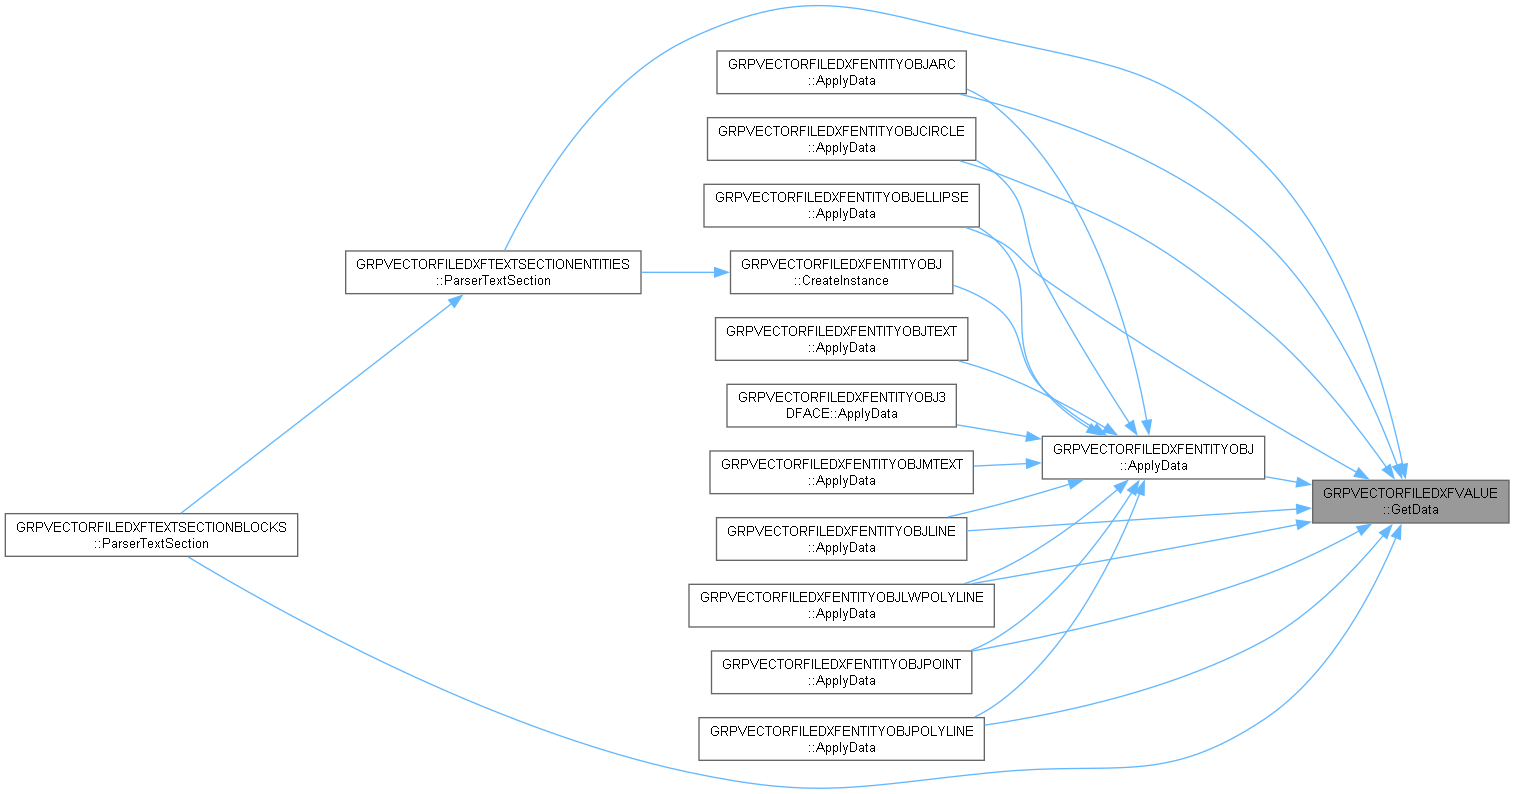 GRPVECTORFILEDXFENTITYOBJARC
::ApplyData
GRPVECTORFILEDXFENTITYOBJCIRCLE
::ApplyData
GRPVECTORFILEDXFENTITYOBJELLIPSE
::ApplyData
GRPVECTORFILEDXFTEXTSECTIONENTITIES
::ParserTextSection
GRPVECTORFILEDXFENTITYOBJ
::CreateInstance
GRPVECTORFILEDXFENTITYOBJTEXT
::ApplyData
GRPVECTORFILEDXFENTITYOBJ3
DFACE::ApplyData
GRPVECTORFILEDXFENTITYOBJ
::ApplyData
GRPVECTORFILEDXFENTITYOBJMTEXT
::ApplyData
GRPVECTORFILEDXFVALUE
::GetData
GRPVECTORFILEDXFTEXTSECTIONBLOCKS
::ParserTextSection
GRPVECTORFILEDXFENTITYOBJLINE
::ApplyData
GRPVECTORFILEDXFENTITYOBJLWPOLYLINE
::ApplyData
GRPVECTORFILEDXFENTITYOBJPOINT
::ApplyData
GRPVECTORFILEDXFENTITYOBJPOLYLINE
::ApplyData